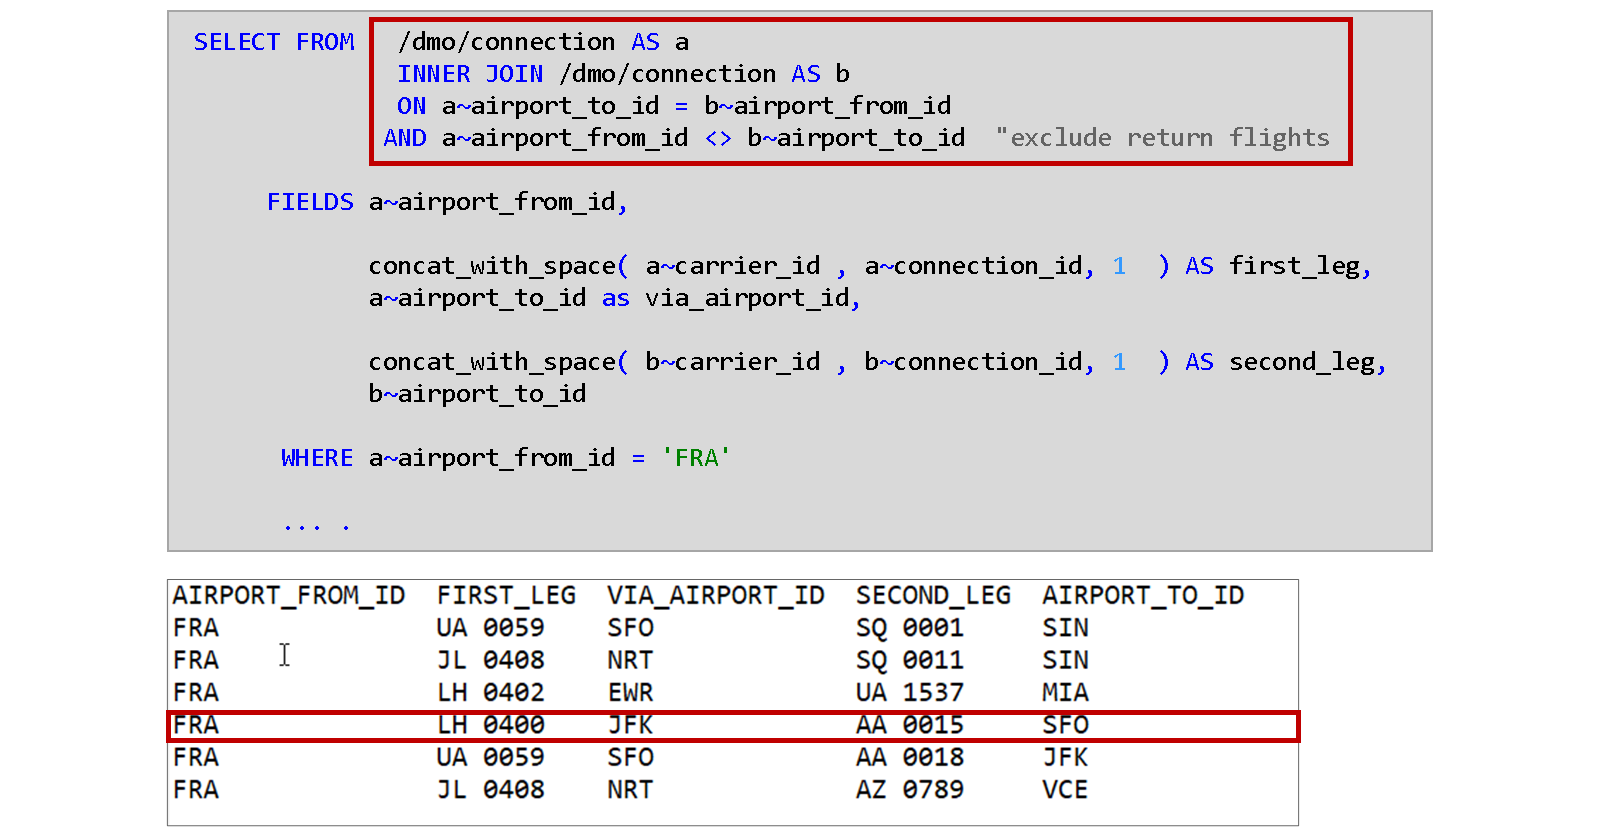 SELECT FROM /dmo/connection AS a
INNER JOIN /dmo/connection AS b
ON a~airport_to_id = b~airport_from_id
AND a~airport_from_id <> b~airport_to_id "exclude return flights
FIELDS a~airport_from_id,
concat_with_space( a~carrier_id , a~connection_id, 1 ) AS first_leg,
a~airport_to_id as via_airport_id,
concat_with_space( b~carrier_id , b~connection_id, 1 ) AS second_leg,
b~airport_to_id
WHERE a~airport_from_id = 'FRA'
... .
AIRPORT_FROM_ID FIRST_LEG VIA_AIRPORT_ID SECOND_LEG AIRPORT_TO_ID
FRA UA 0059 SFO SQ 0001 SIN
FRA JL 0408 NRT SQ 0011 SIN
FRA LH 0402 EWR UA 1537 MIA
FRA LH 0400 JFK AA 0015 SFO
FRA UA 0059 SFO AA 0018 JFK
FRA JL 0408 NRT AZ 0789 VCE